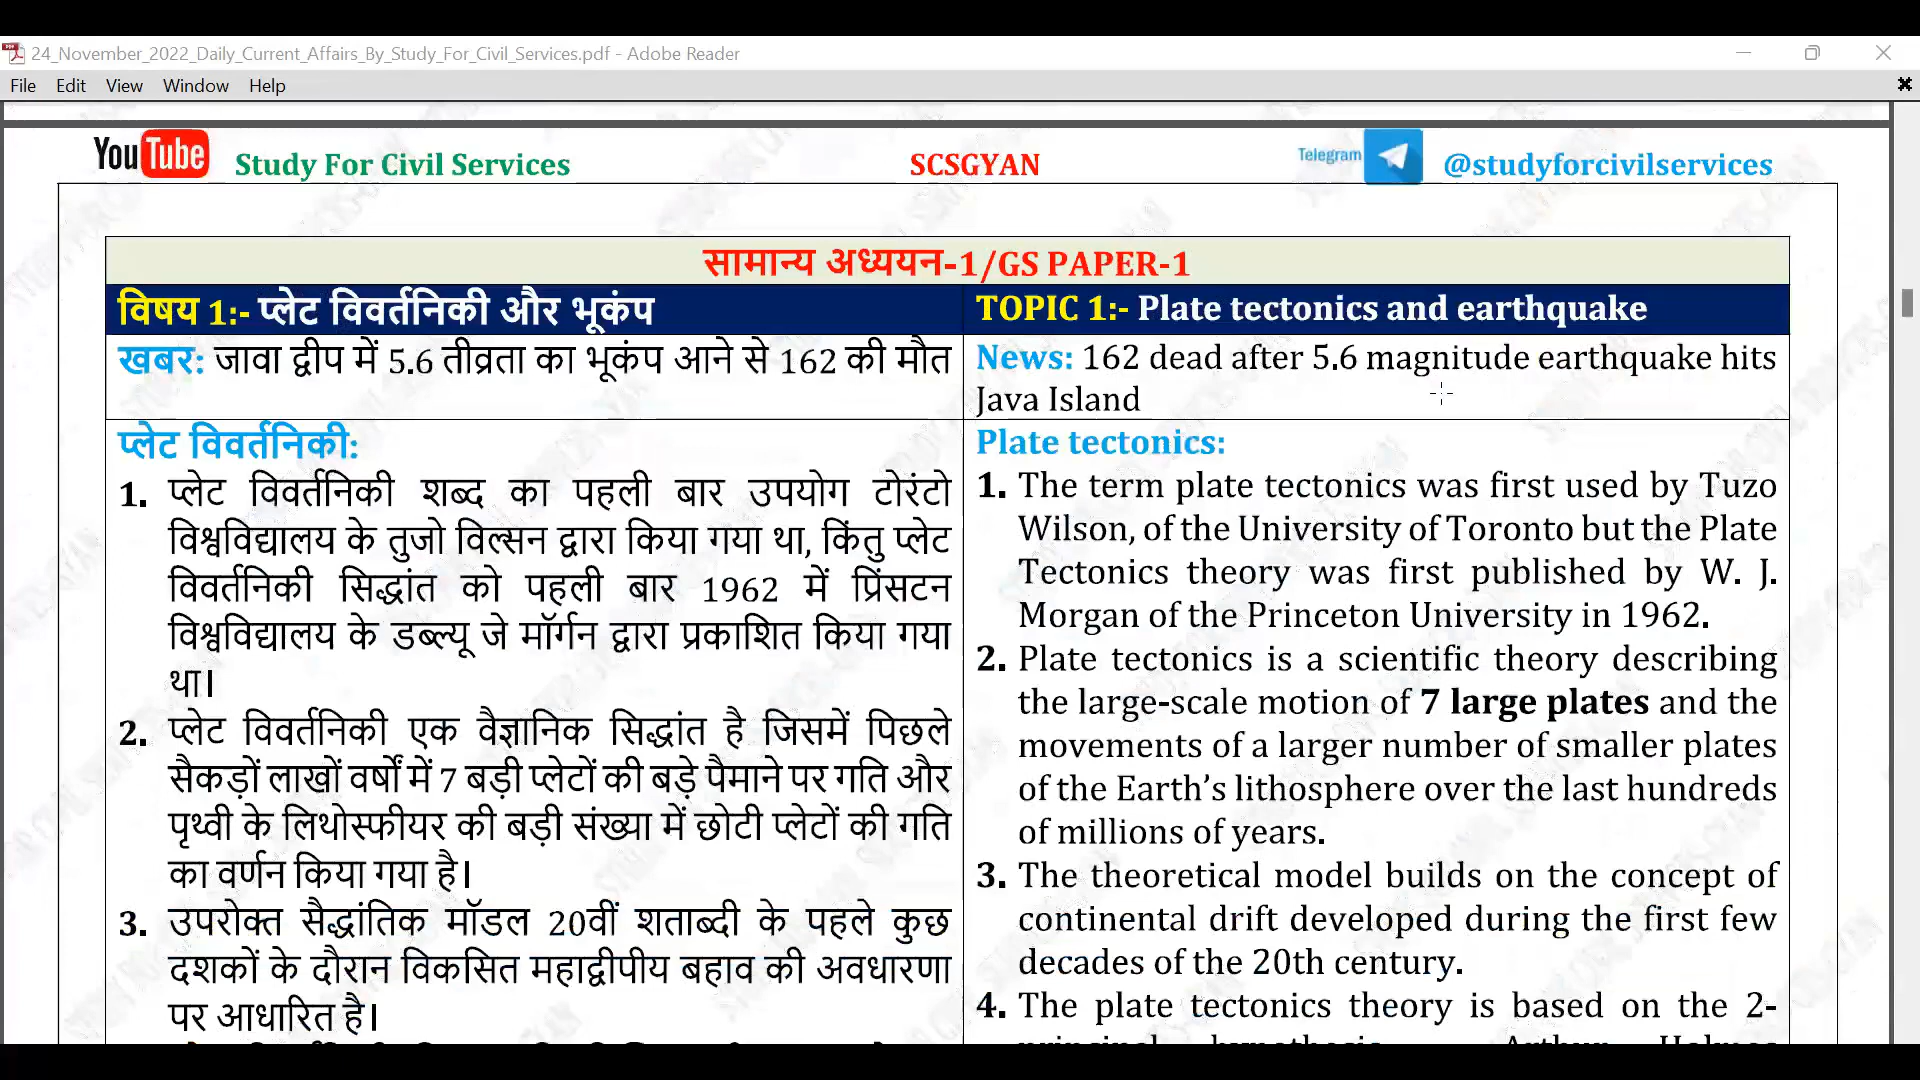 24_November_2022_Daily_Current_Affairs_By_Study_For_Civil_Services.pdf - Adobe Reader
File Edit View Window Help
YouTube Study For Civil Services SCSGYAN Telegram @studyforcivilservices
सामान्य अध्ययन-1/GS PAPER-1
विषय 1:- प्लेट विवर्तनिकी और भूकंप
खबर: जावा द्वीप में 5.6 तीव्रता का भूकंप आने से 162 की मौत
प्लेट विवर्तनिकी:
1. प्लेट विवर्तनिकी शब्द का पहली बार उपयोग टोरंटो
विश्वविद्यालय के तुजो विल्सन द्वारा किया गया था, किंतु प्लेट
विवर्तनिकी सिद्धांत को पहली बार 1962 में प्रिंसटन
विश्वविद्यालय के डब्ल्यू जे मॉर्गन द्वारा प्रकाशित किया गया
था।
2. प्लेट विवर्तनिकी एक वैज्ञानिक सिद्धांत है जिसमें पिछले
सैकड़ों लाखों वर्षों में 7 बड़ी प्लेटों की बड़े पैमाने पर गति और
पृथ्वी के लिथोस्फीयर की बड़ी संख्या में छोटी प्लेटों की गति
का वर्णन किया गया है।
3. उपरोक्त सैद्धांतिक मॉडल 20वीं शताब्दी के पहले कुछ
दशकों के दौरान विकसित महाद्वीपीय बहाव की अवधारणा
पर आधारित है।
TOPIC 1:- Plate tectonics and earthquake
News: 162 dead after 5.6 magnitude earthquake hits
Java Island
Plate tectonics:
1. The term plate tectonics was first used by Tuzo
Wilson, of the University of Toronto but the Plate
Tectonics theory was first published by W. J.
Morgan of the Princeton University in 1962.
2. Plate tectonics is a scientific theory describing
the large-scale motion of 7 large plates and the
movements of a larger number of smaller plates
of the Earth’s lithosphere over the last hundreds
of millions of years.
3. The theoretical model builds on the concept of
continental drift developed during the first few
decades of the 20th century.
4. The plate tectonics theory is based on the 2-